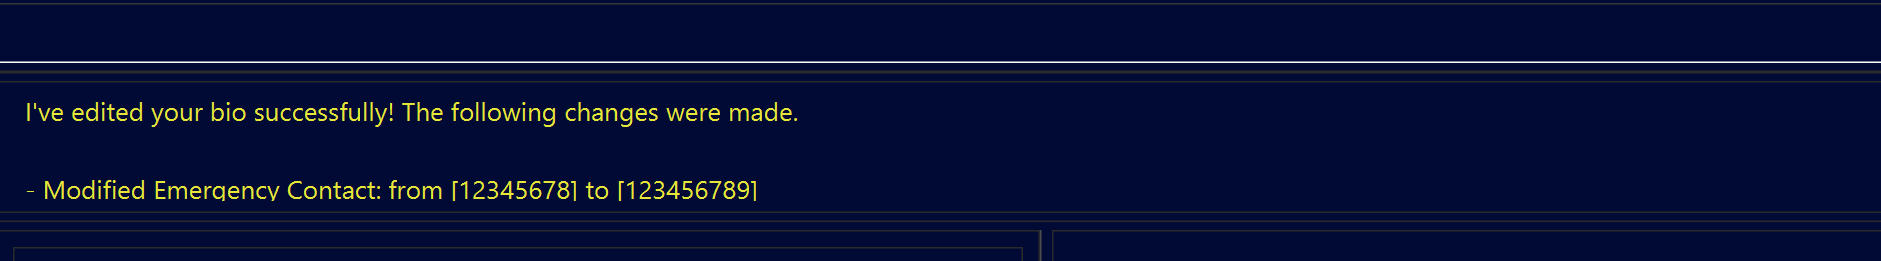 I've edited your bio successfully! The following changes were made.
- Modified Emergency Contact: from [12345678] to [123456789]